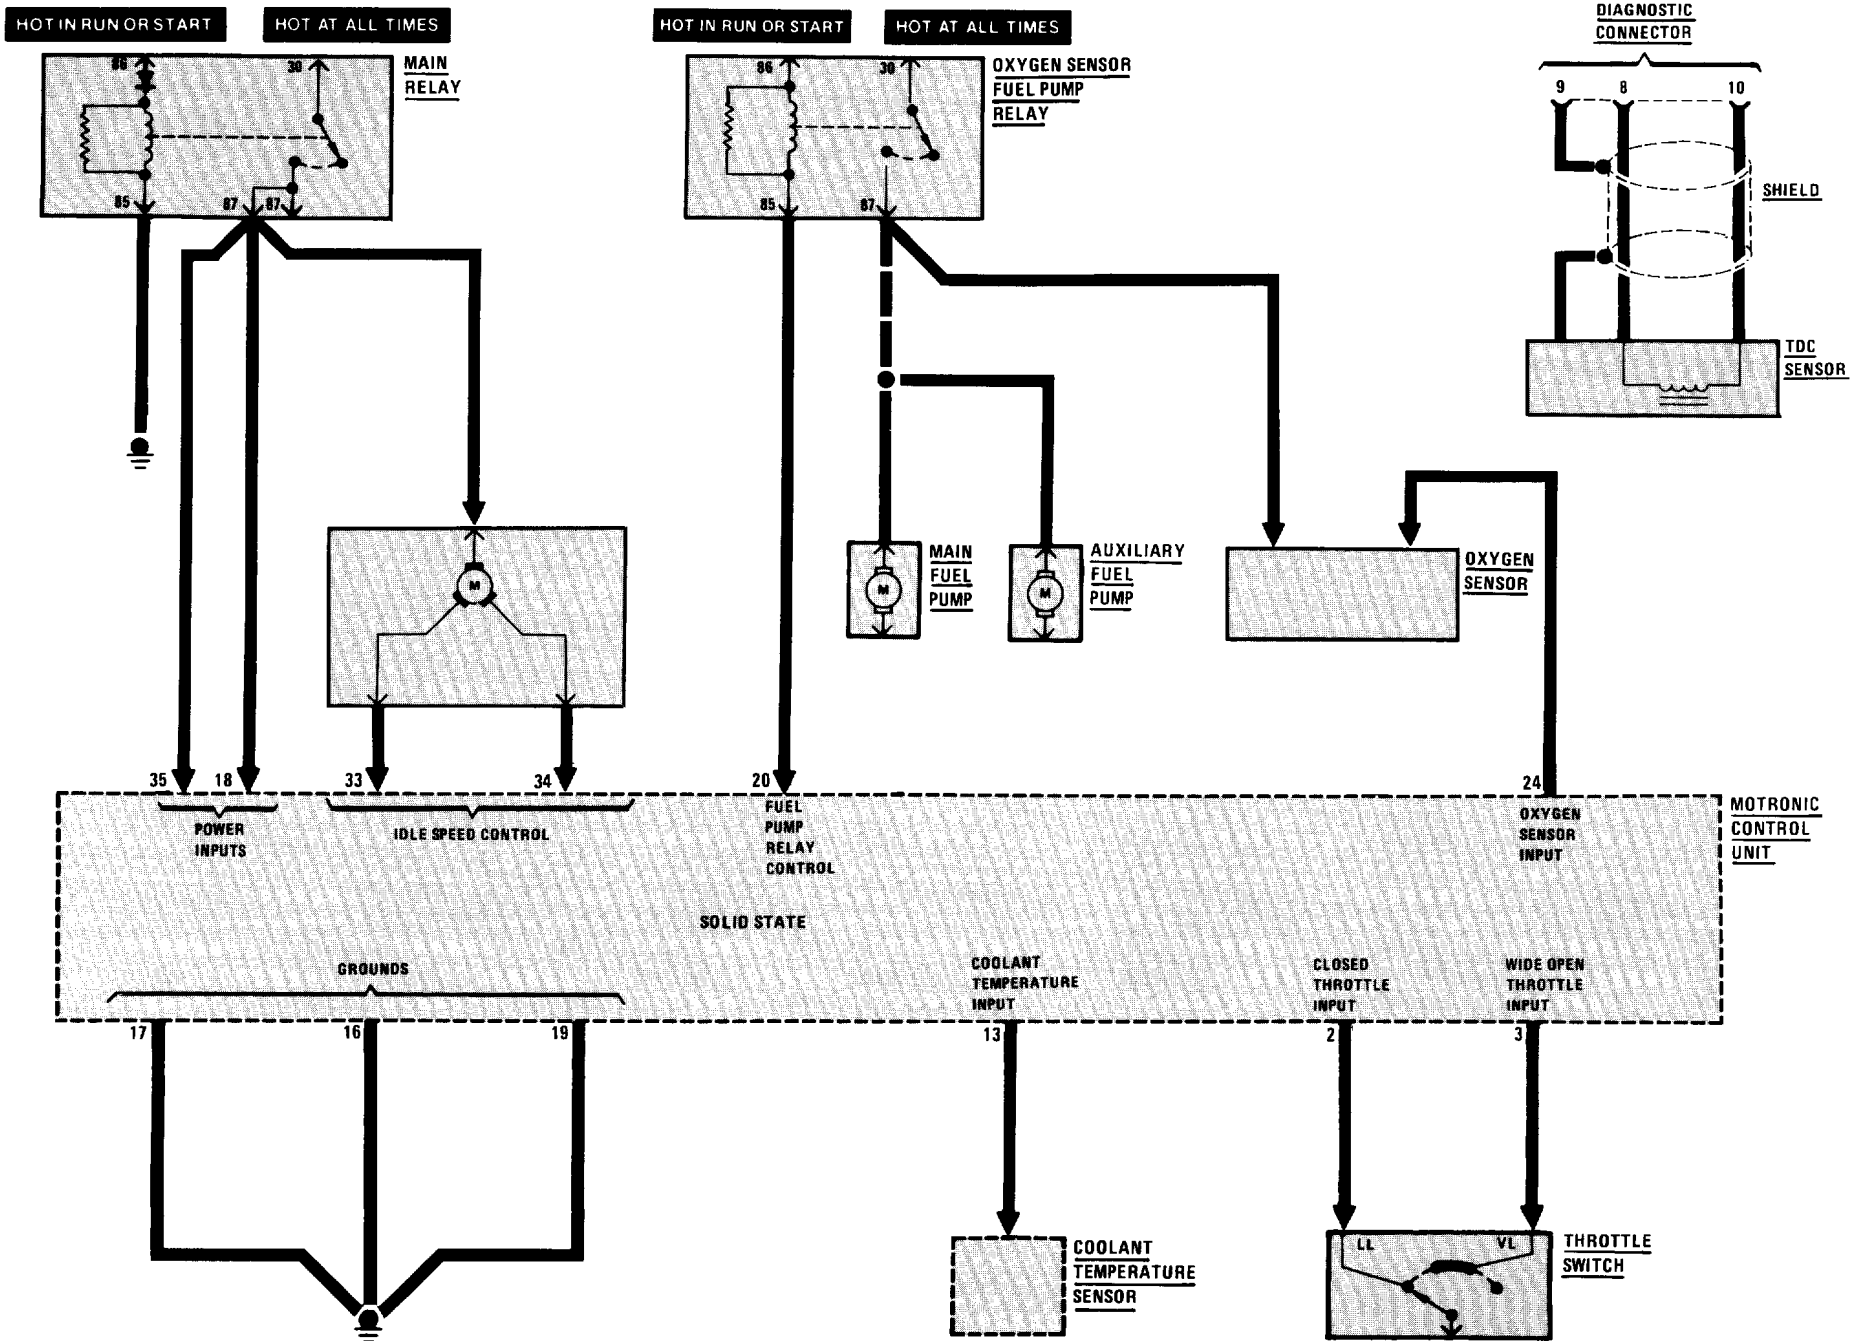 HOT IN RUN OR START
HOT AT ALL TIMES
HOT IN RUN OR START
HOT AT ALL TIMES
DIAGNOSTIC
CONNECTOR
86
30
MAIN
RELAY
85
87
87
86
30
OXYGEN SENSOR
FUEL PUMP
RELAY
85
87
9
8
10
SHIELD
TDC
SENSOR
M
M
MAIN
FUEL
PUMP
M
AUXILIARY
FUEL
PUMP
OXYGEN
SENSOR
35
18
33
34
20
24
POWER
INPUTS
IDLE SPEED CONTROL
FUEL
PUMP
RELAY
CONTROL
OXYGEN
SENSOR
INPUT
MOTRONIC
CONTROL
UNIT
SOLID STATE
GROUNDS
COOLANT
TEMPERATURE
INPUT
CLOSED
THROTTLE
INPUT
WIDE OPEN
THROTTLE
INPUT
17
16
19
13
2
3
COOLANT
TEMPERATURE
SENSOR
LL
VL
THROTTLE
SWITCH